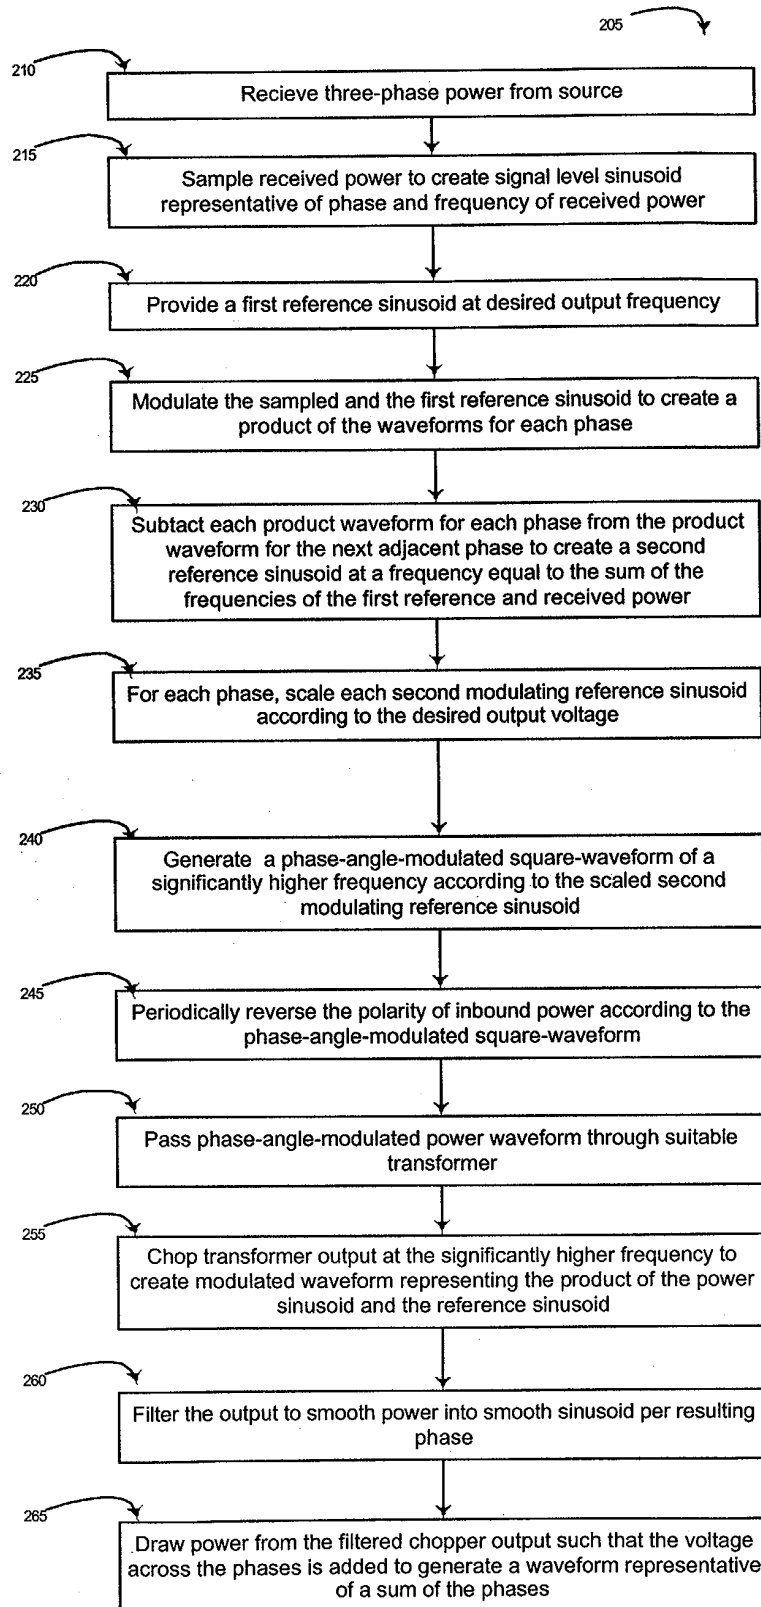 205
210
Recieve three-phase power from source
215
Sample received power to create signal level sinusoid
representative of phase and frequency of received power
220
Provide a first reference sinusoid at desired output frequency
225
Modulate the sampled and the first reference sinusoid to create a
product of the waveforms for each phase
230
Subtact each product waveform for each phase from the product
waveform for the next adjacent phase to create a second
reference sinusoid at a frequency equal to the sum of the
frequencies of the first reference and received power
235
For each phase, scale each second modulating reference sinusoid
according to the desired output voltage
240
Generate a phase-angle-modulated square-waveform of a
significantly higher frequency according to the scaled second
modulating reference sinusoid
245
Periodically reverse the polarity of inbound power according to the
phase-angle-modulated square-waveform
250
Pass phase-angle-modulated power waveform through suitable
transformer
255
Chop transformer output at the significantly higher frequency to
create modulated waveform representing the product of the power
sinusoid and the reference sinusoid
260
Filter the output to smooth power into smooth sinusoid per resulting
phase
265
Draw power from the filtered chopper output such that the voltage
across the phases is added to generate a waveform representative
of a sum of the phases